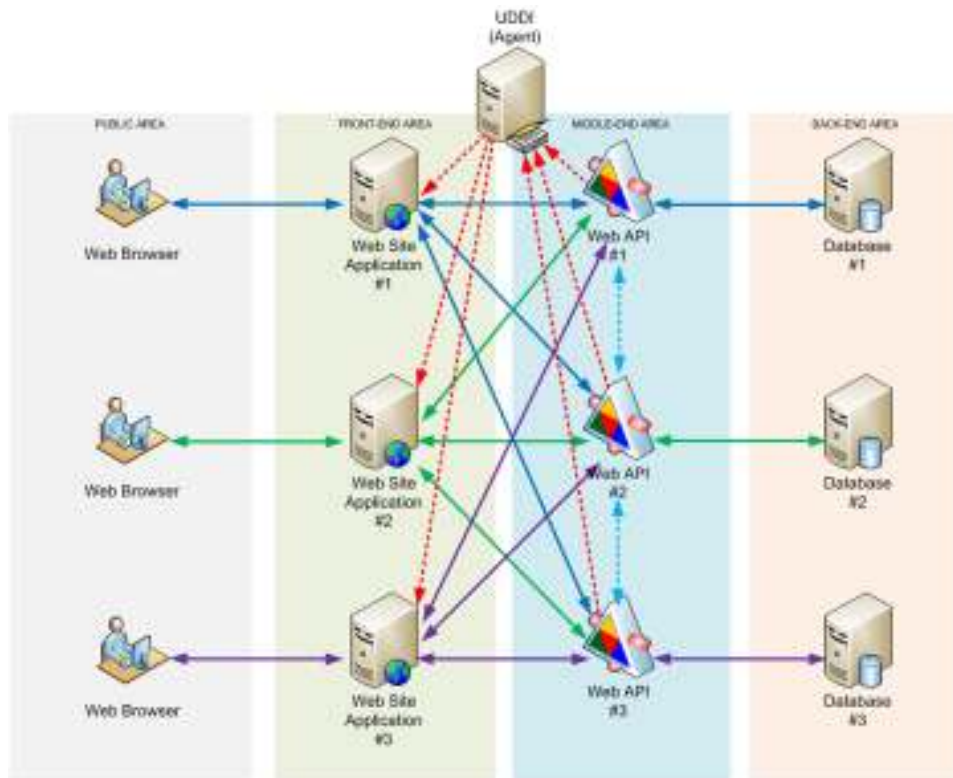 UDDI
(Agent)
PUBLIC AREA
FRONT-END AREA
MIDDLE-END AREA
BACK-END AREA
Web Browser
Web Site
Application
#1
Web API
#1
Database
#1
Web Browser
Web Site
Application
#2
Web API
#2
Database
#2
Web Browser
Web Site
Application
#3
Web API
#3
Database
#3